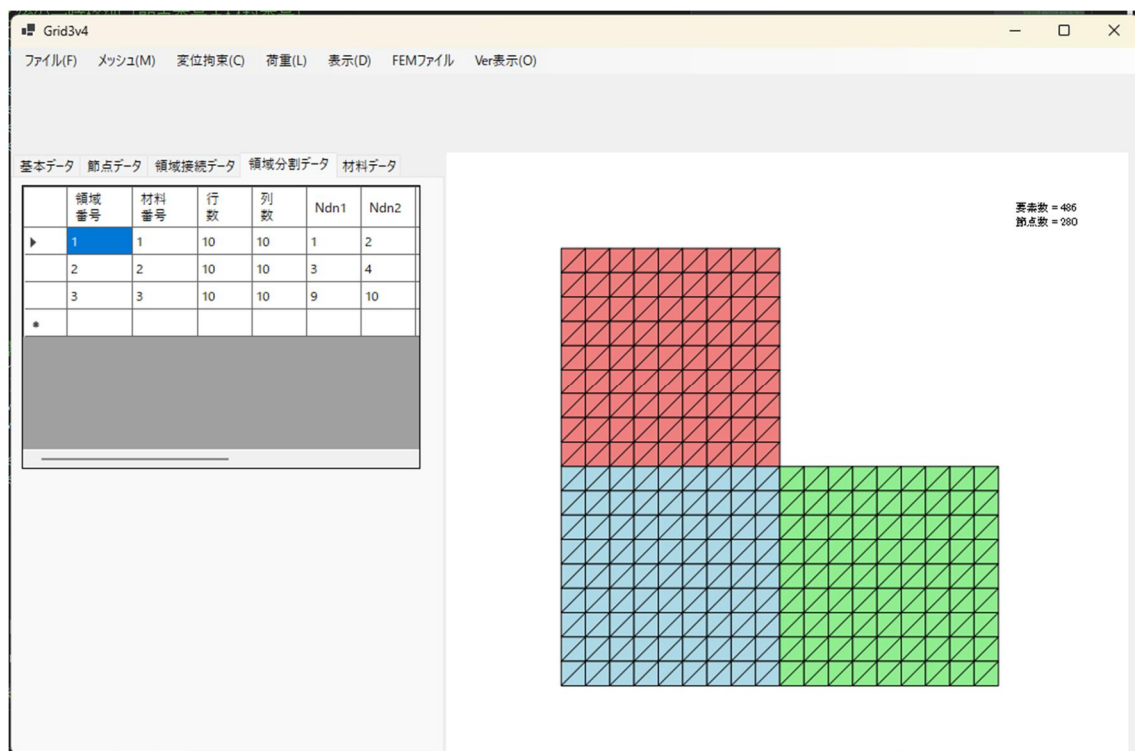 Grid3v4
ファイル(F) メッシュ(M) 変位拘束(C) 荷重(L) 表示(D) FEMファイル Ver表示(O)
基本データ 節点データ 領域接続データ 領域分割データ 材料データ
領域番号 材料番号 行数 列数 Ndn1 Ndn2
1 1 10 10 1 2
2 2 10 10 3 4
3 3 10 10 9 10
要素数 = 486
節点数 = 280